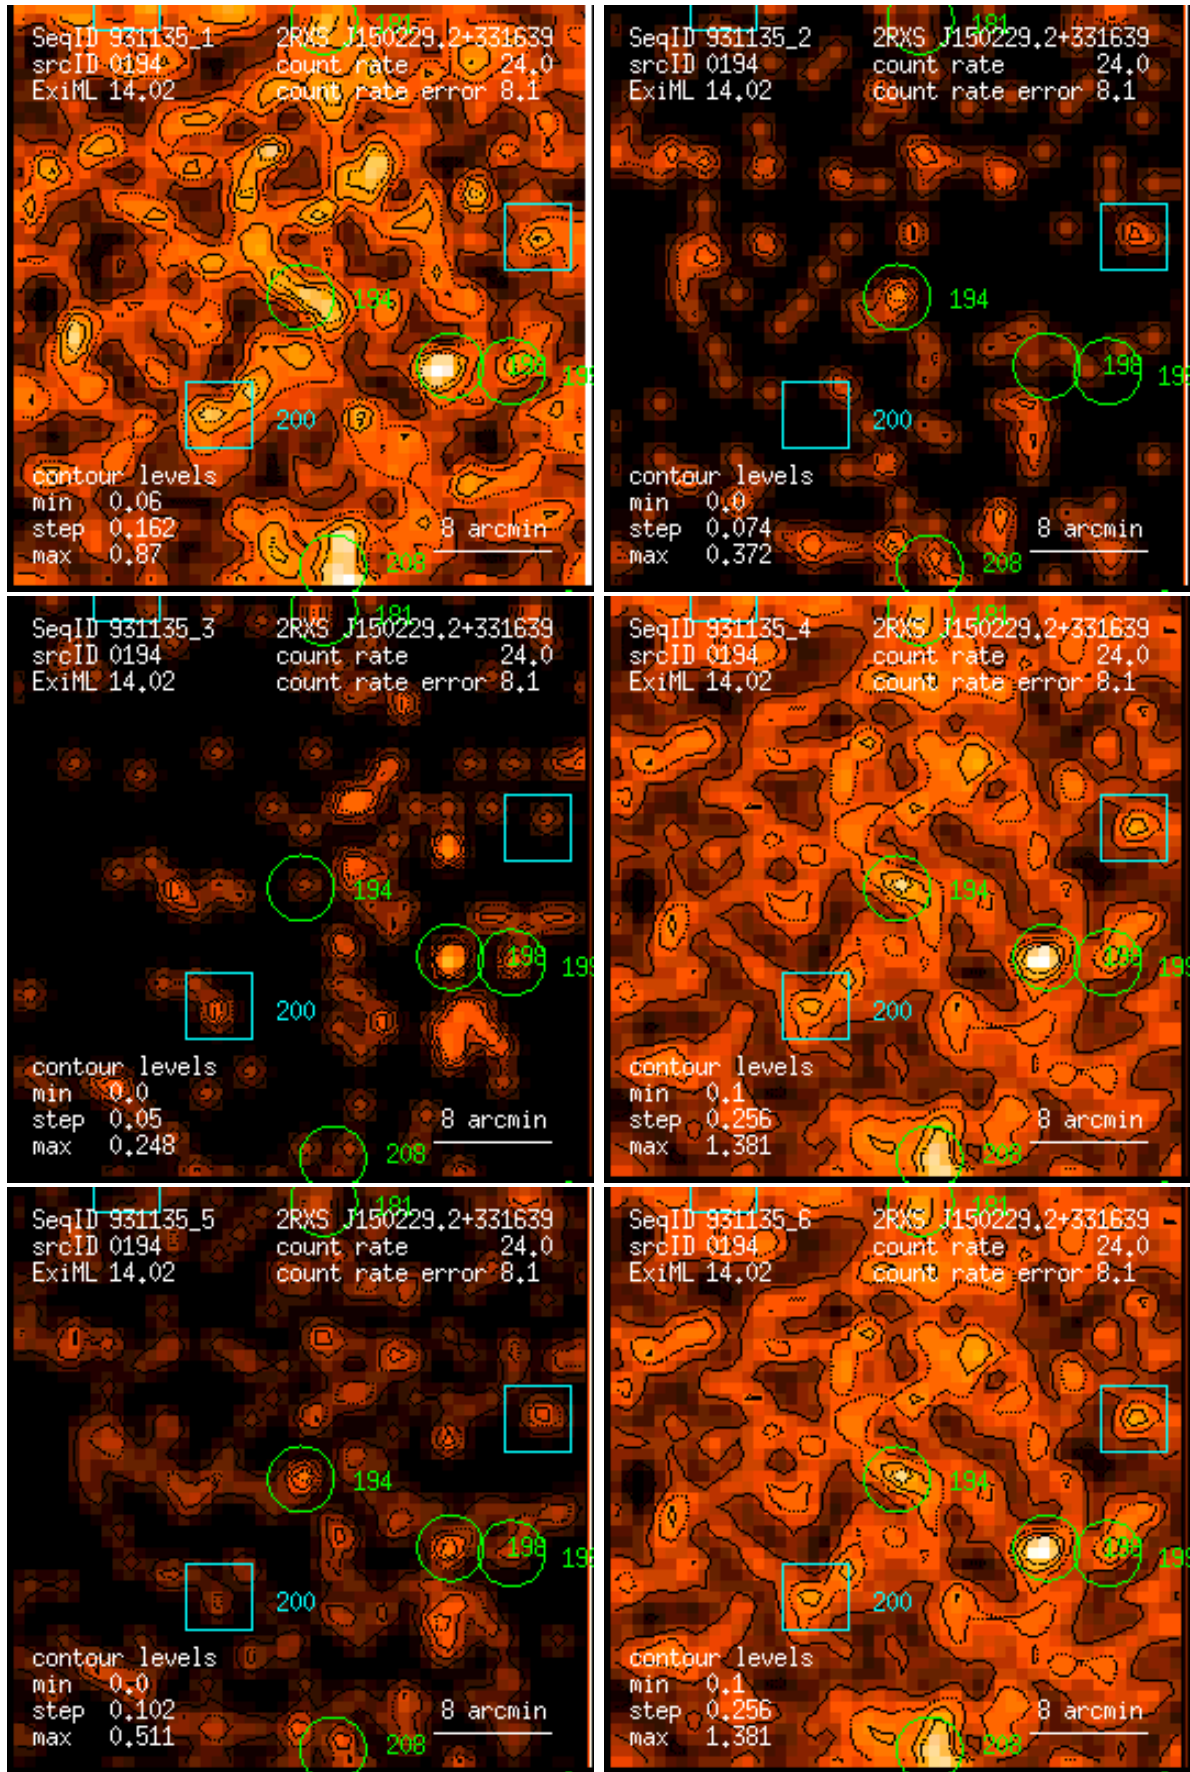 181
SeqID 931135_1 2RXS J150229.2+331639
srcID 0194 count rate 24.0
ExiML 14.02 count rate error 8.1
194
198
200
contour levels
min 0.06
step 0.162 8 arcmin
max 0.87 208
181
SeqID 931135_2 2RXS J150229.2+331639
srcID 0194 count rate 24.0
ExiML 14.02 count rate error 8.1
194
198
200
contour levels
min 0.0
step 0.074 8 arcmin
max 0.372 208
181
SeqID 931135_3 2RXS J150229.2+331639
srcID 0194 count rate 24.0
ExiML 14.02 count rate error 8.1
194
198
200
contour levels
min 0.0
step 0.05 8 arcmin
max 0.248 208
181
SeqID 931135_4 2RXS J150229.2+331639
srcID 0194 count rate 24.0
ExiML 14.02 count rate error 8.1
194
198
200
contour levels
min 0.1
step 0.256 8 arcmin
max 1.381 208
181
SeqID 931135_5 2RXS J150229.2+331639
srcID 0194 count rate 24.0
ExiML 14.02 count rate error 8.1
194
198
200
contour levels
min 0.0
step 0.102 8 arcmin
max 0.511 208
181
SeqID 931135_6 2RXS J150229.2+331639
srcID 0194 count rate 24.0
ExiML 14.02 count rate error 8.1
194
198
200
contour levels
min 0.1
step 0.256 8 arcmin
max 1.381 208